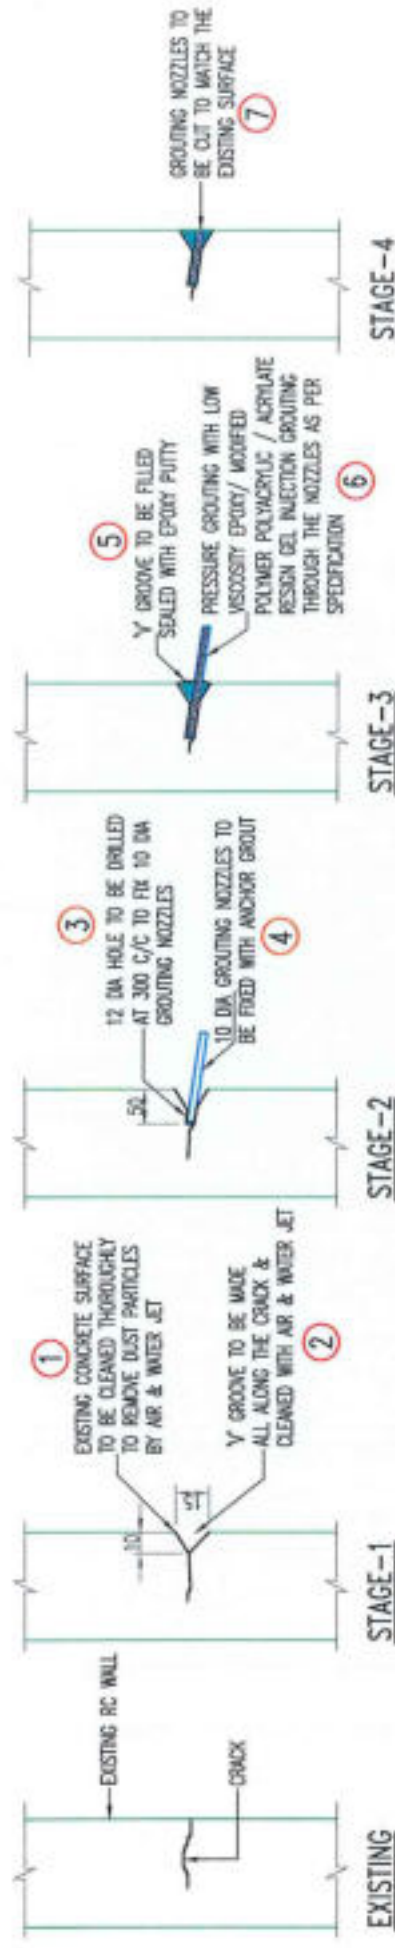 EXISTING RC WALL
CRACK
EXISTING
1
EXISTING CONCRETE SURFACE
TO BE CLEANED THOROUGHLY
TO REMOVE DUST PARTICLES
BY AIR & WATER JET
10
15
'V' GROOVE TO BE MADE
ALL ALONG THE CRACK &
CLEANED WITH AIR & WATER JET
2
STAGE-1
3
12 DIA HOLE TO BE DRILLED
AT 300 C/C TO FIX 10 DIA
GROUTING NOZZLES
50
10 DIA GROUTING NOZZLES TO
BE FIXED WITH ANCHOR GROUT
4
STAGE-2
5
'V' GROOVE TO BE FILLED
SEALED WITH EPOXY PUTTY
PRESSURE GROUTING WITH LOW
VISCOSITY EPOXY/ MODIFIED
POLYMER POLYACRYLIC / ACRYLATE
RESIGN GEL INJECTION GROUTING
THROUGH THE NOZZLES AS PER
SPECIFICATION
6
STAGE-3
GROUTING NOZZLES TO
BE CUT TO MATCH THE
EXISTING SURFACE
7
STAGE-4